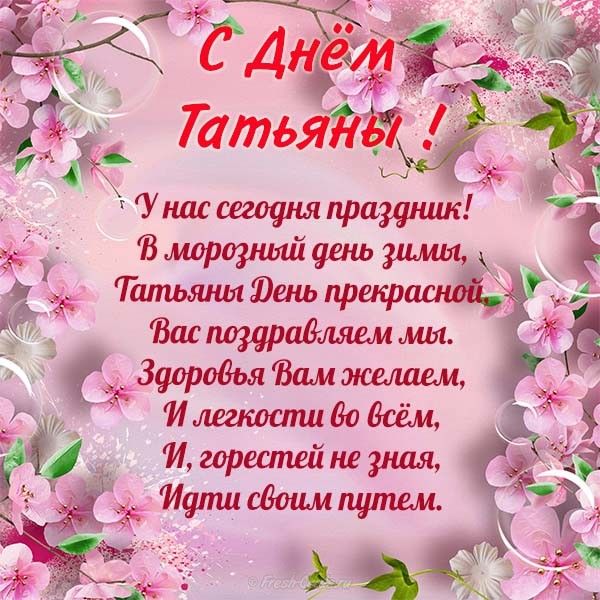 С Днём
Татьяны !
У нас сегодня праздник!
В морозный день зимы,
Татьяны День прекрасной,
Вас поздравляем мы.
Здоровья Вам желаем,
И легкости во всём,
И, горестей не зная,
Идти своим путем.